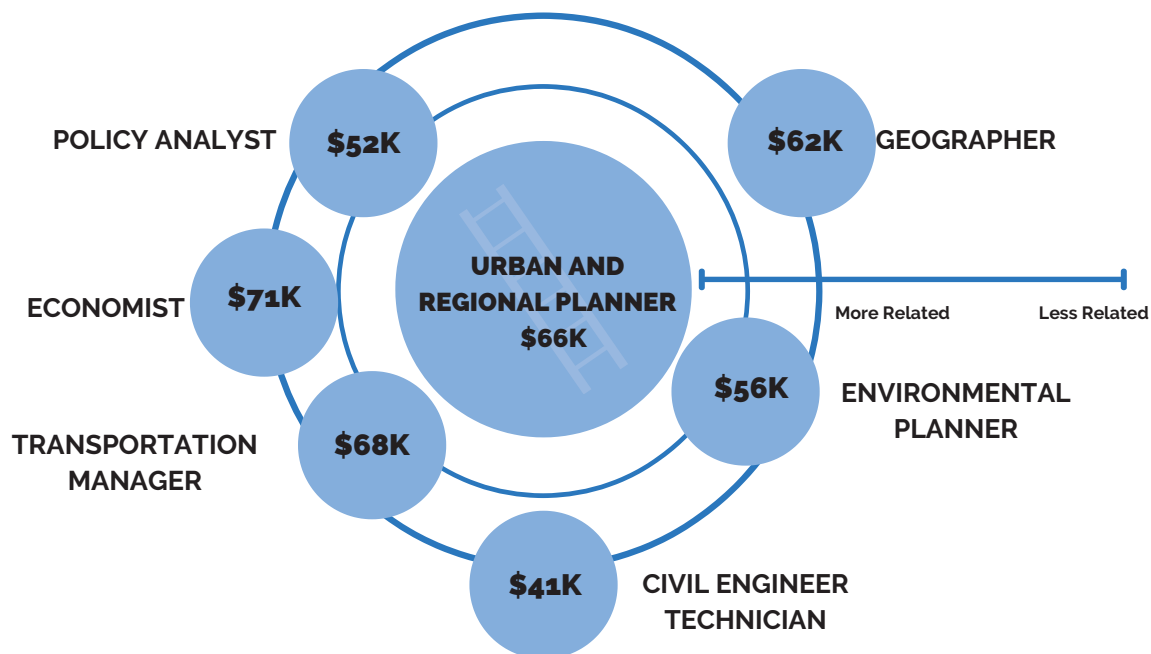 POLICY ANALYST
$52K
$62K
GEOGRAPHER
ECONOMIST
$71K
URBAN AND
REGIONAL PLANNER
$66K
More Related
Less Related
TRANSPORTATION
MANAGER
$68K
$56K
ENVIRONMENTAL
PLANNER
$41K
CIVIL ENGINEER
TECHNICIAN